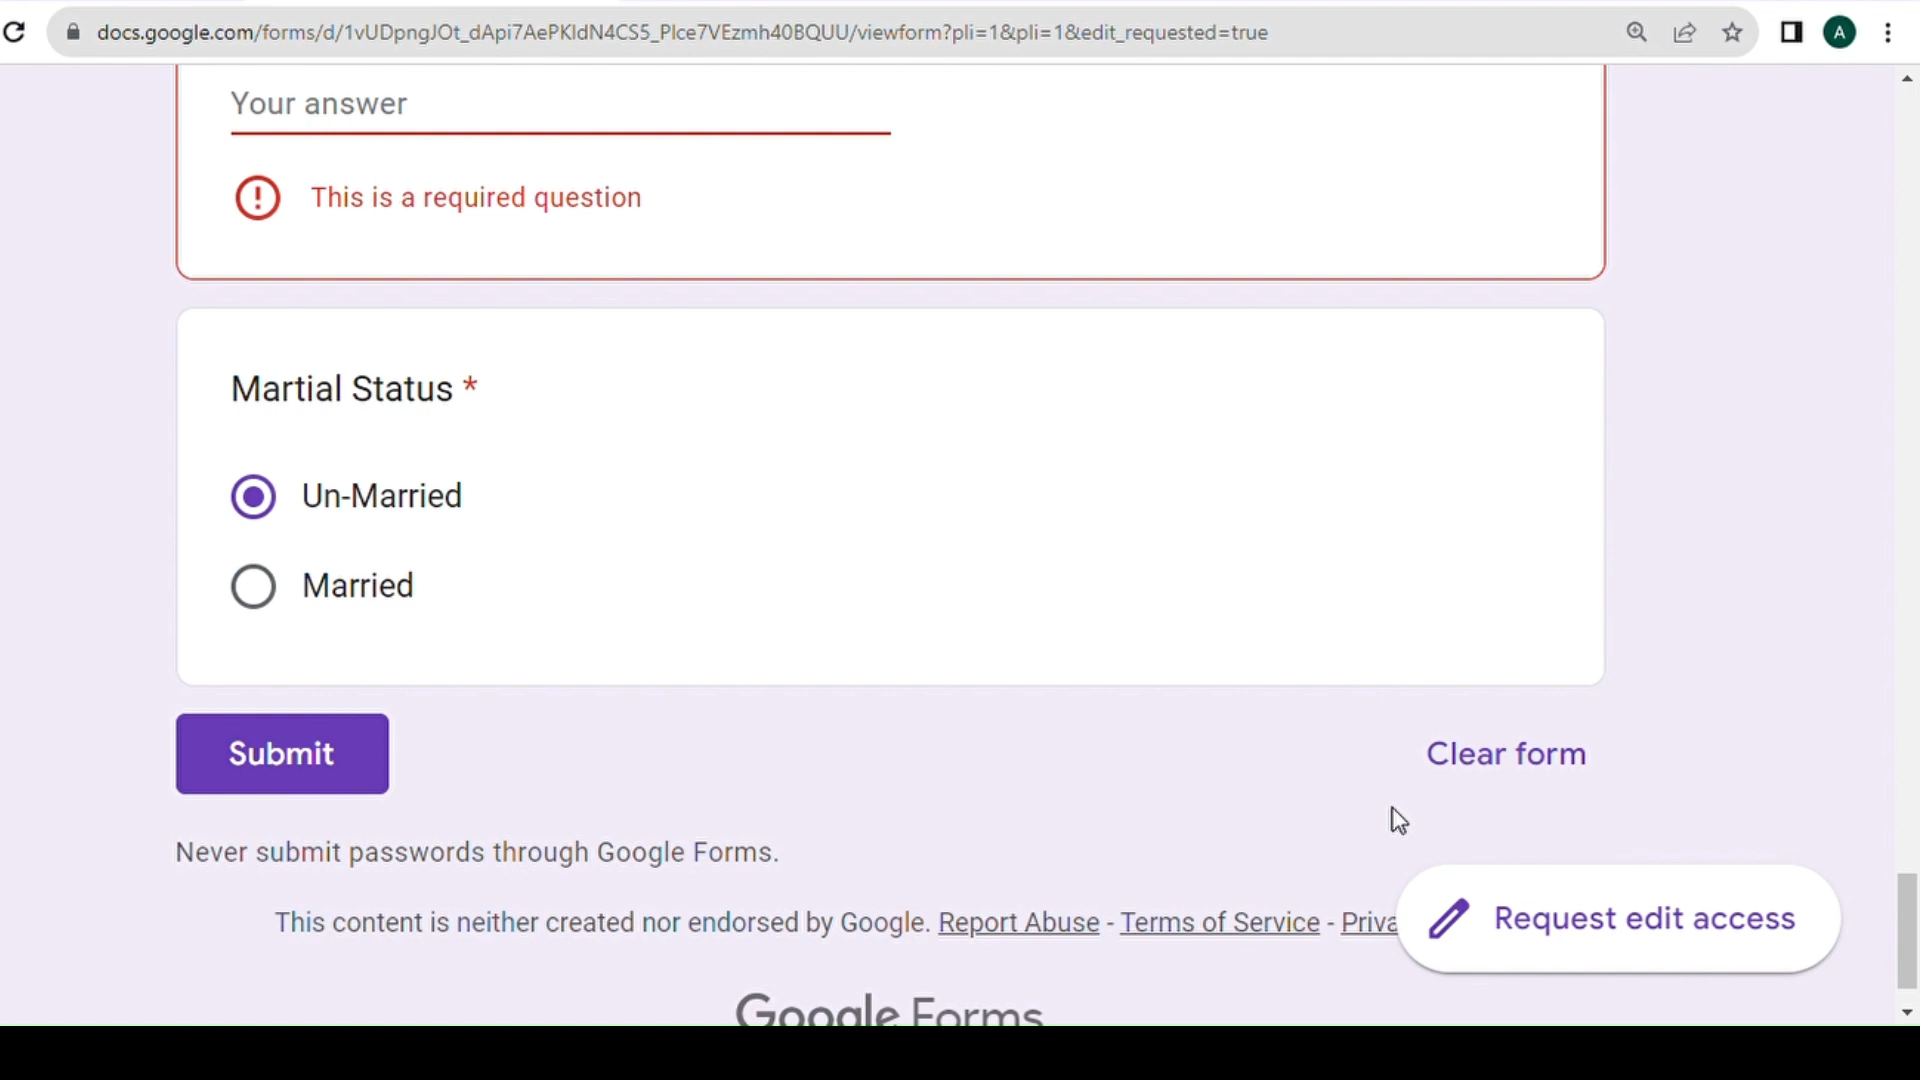 docs.google.com/forms/d/1vUDpngJOt_dApi7AePKIdN4CS5_PIce7VEzmh40BQUU/viewform?pli=1&pli=1&edit_requested=true
A
Your answer
This is a required question
Martial Status *
Un-Married
Married
Submit
Clear form
Never submit passwords through Google Forms.
This content is neither created nor endorsed by Google. Report Abuse - Terms of Service - Priva
Request edit access
Google Forms